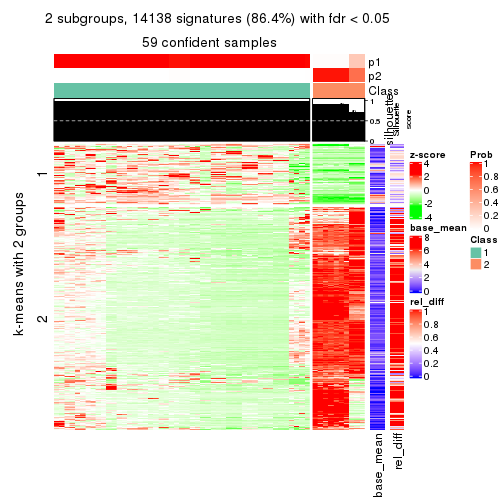 2 subgroups, 14138 signatures (86.4%) with fdr < 0.05
59 confident samples
p1
p2
Class
1
0.5
0
silhouette
Silhouette
score
k-means with 2 groups
1
2
z-score
4
2
0
-2
-4
base_mean
8
6
4
2
0
rel_diff
1
0.8
0.6
0.4
0.2
0
Prob
1
0.8
0.6
0.4
0.2
0
Class
1
2
base_mean
rel_diff